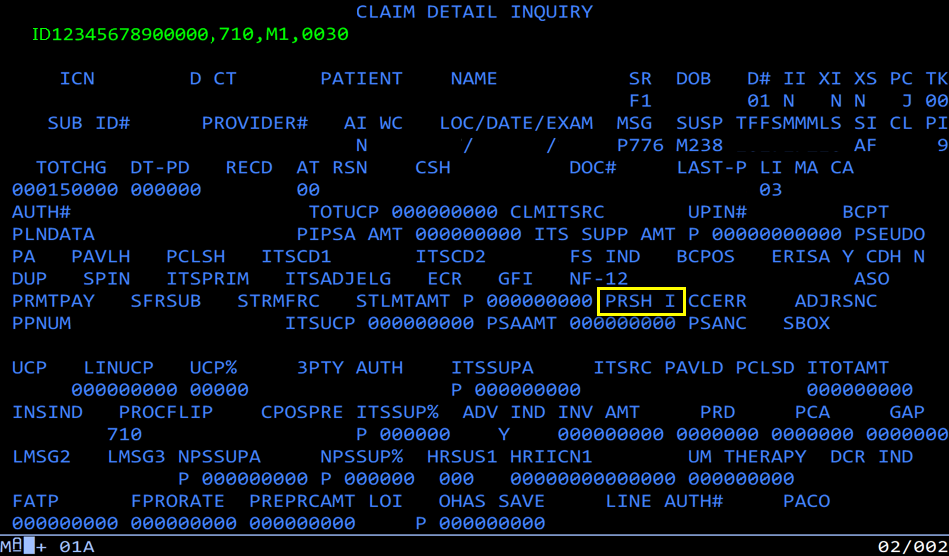 CLAIM DETAIL INQUIRY
ID12345678900000,710,M1,0030
ICN D CT PATIENT NAME SR DOB D# II XI XS PC TK
F1 01 N N N J 00
SUB ID# PROVIDER# AI WC LOC/DATE/EXAM MSG SUSP TFFSMMMLS SI CL PI
N / / P776 M238 AF 9
TOTCHG DT-PD RECD AT RSN CSH DOC# LAST-P LI MA CA
000150000 000000 00 03
AUTH# TOTUCP 000000000 CLMITSRC UPIN# BCPT
PLNDATA PIPSA AMT 000000000 ITS SUPP AMT P 00000000000 PSEUDO
PA PAVLH PCLSH ITSCD1 ITSCD2 FS IND BCPOS ERISA Y CDH N
DUP SPIN ITSPRIM ITSADJELG ECR GFI NF-12 ASO
PRMTPAY SFRSUB STRMFRC STLMTAMT P 000000000 PRSH I CCERR ADJRSNC
PPNUM ITSUCP 000000000 PSAAMT 000000000 PSANC SBOX
UCP LINUCP UCP% 3PTY AUTH ITSSUPA ITSRC PAVLD PCLSD ITOTAMT
000000000 00000 P 000000000 000000000
INSIND PROCFLIP CPOSPRE ITSSUP% ADV IND INV AMT PRD PCA GAP
710 P 000000 Y 000000000 0000000 0000000 0000000
LMSG2 LMSG3 NPSSUPA NPSSUP% HRSUS1 HRIICN1 UM THERAPY DCR IND
P 000000000 P 000000 000 00000000000000 000000000
FATP FPRORATE PREPRCAMT LOI OHAS SAVE LINE AUTH# PACO
000000000 000000000 000000000 P 000000000
M + 01A 02/002